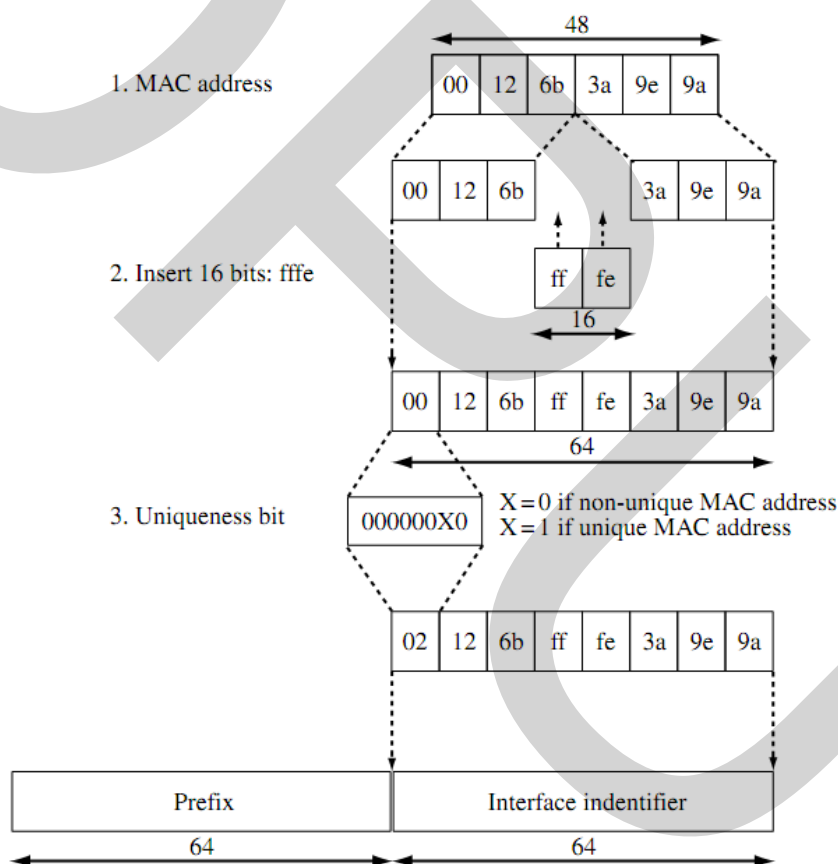 48
1. MAC address
00 12 6b 3a 9e 9a
00 12 6b 3a 9e 9a
2. Insert 16 bits: fffe
ff fe
16
00 12 6b ff fe 3a 9e 9a
64
3. Uniqueness bit
000000X0
X=0 if non-unique MAC address
X=1 if unique MAC address
02 12 6b ff fe 3a 9e 9a
Prefix Interface indentifier
64 64